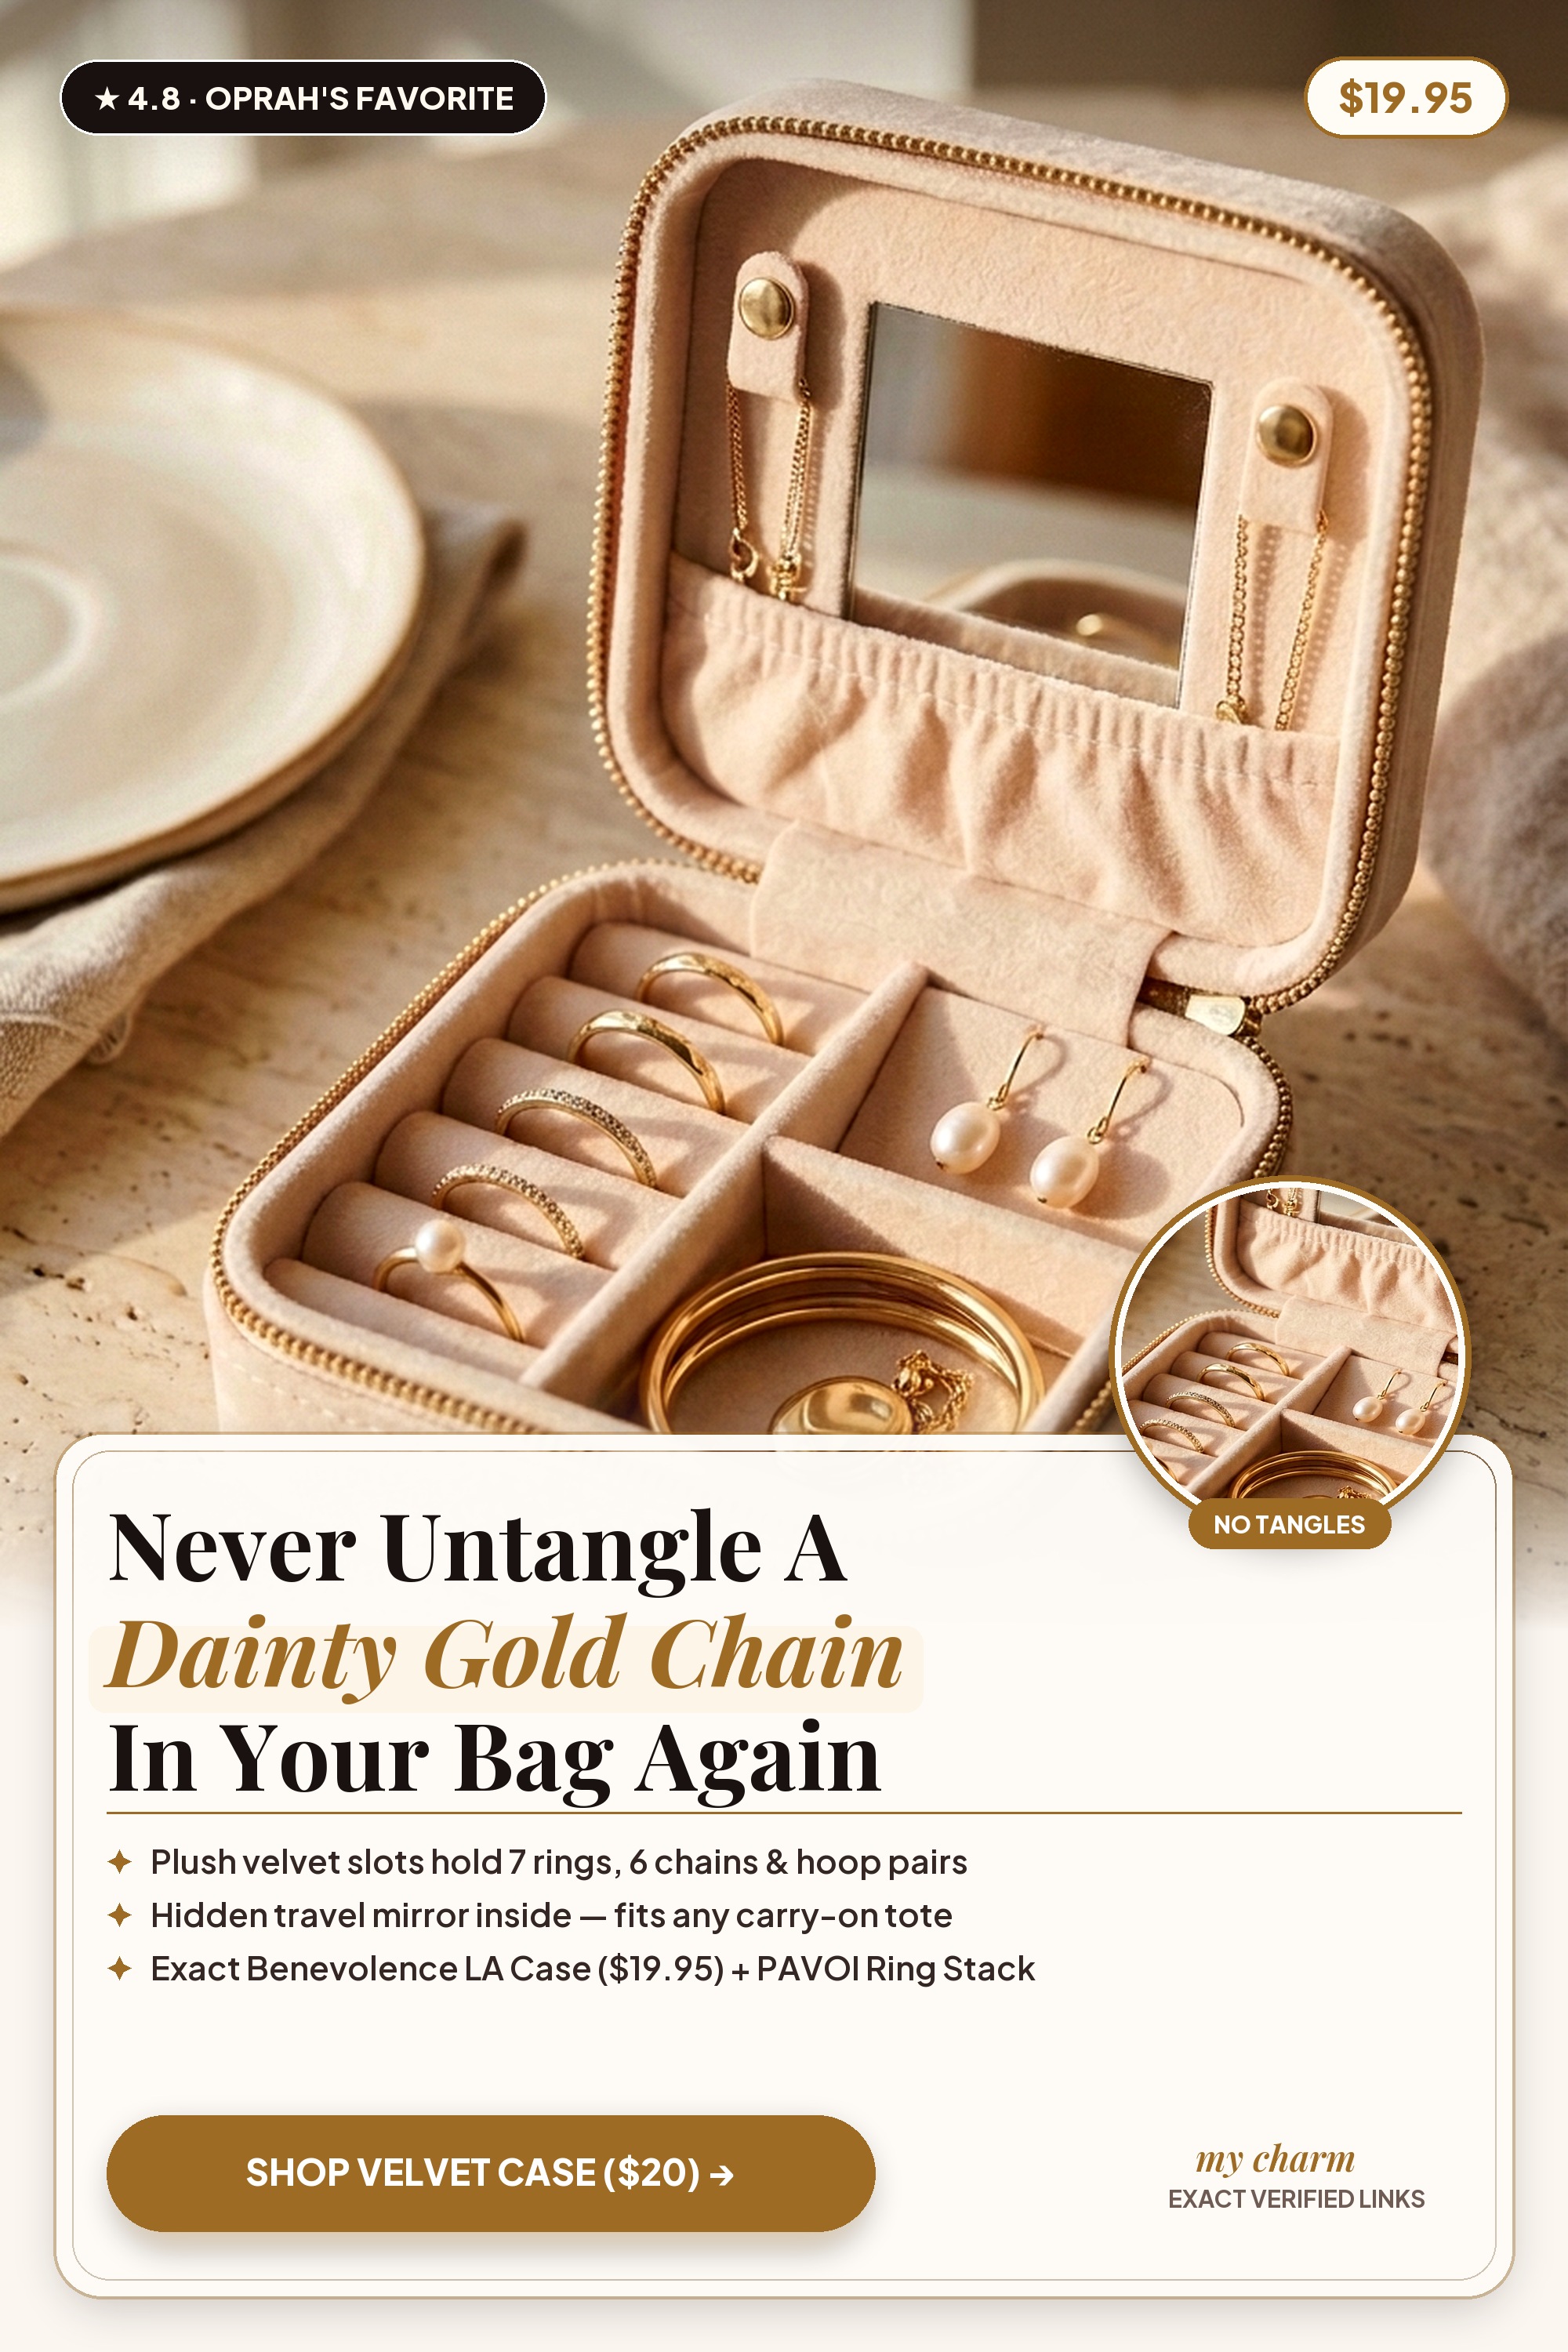 ★ 4.8 · OPRAH'S FAVORITE
$19.95
NO TANGLES
Never Untangle A
Dainty Gold Chain
In Your Bag Again
✦ Plush velvet slots hold 7 rings, 6 chains & hoop pairs
✦ Hidden travel mirror inside — fits any carry-on tote
✦ Exact Benevolence LA Case ($19.95) + PAVOI Ring Stack
SHOP VELVET CASE ($20) →
my charm
EXACT VERIFIED LINKS